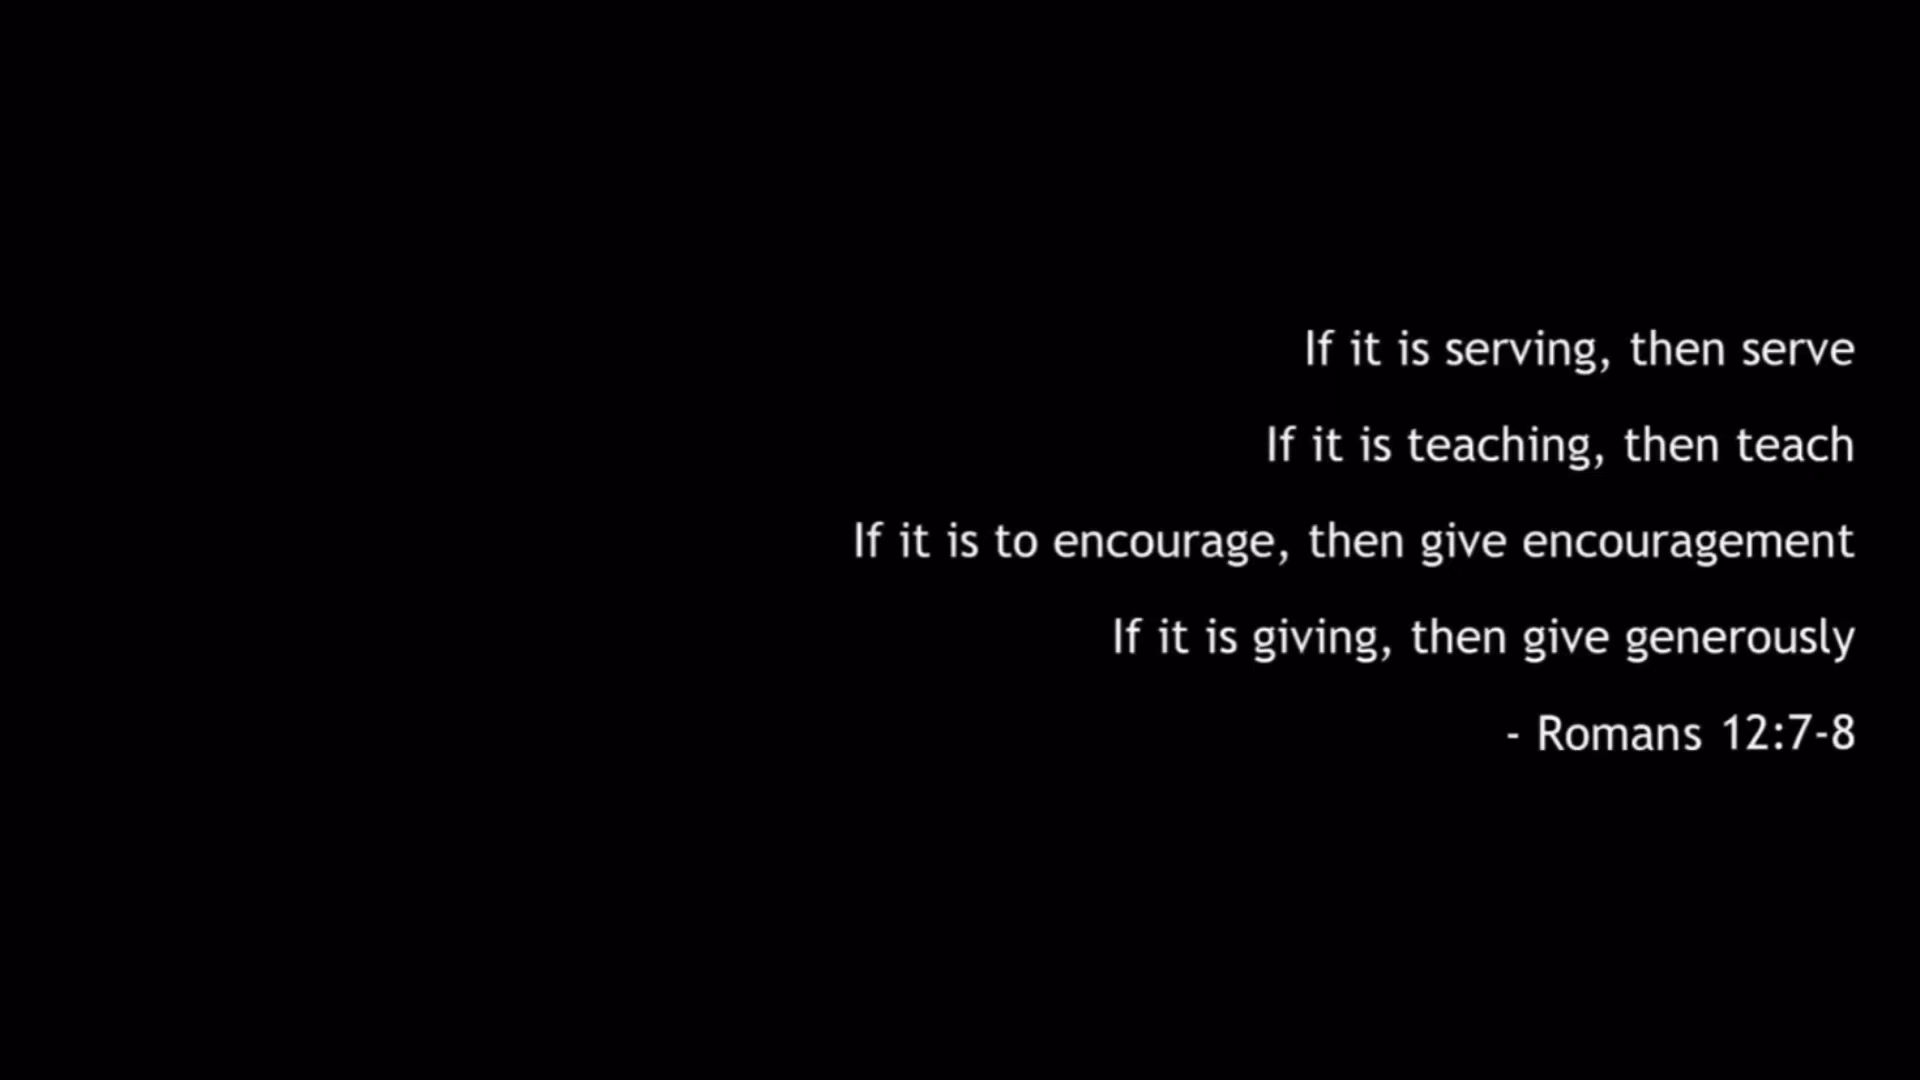 If it is serving, then serve
If it is teaching, then teach
If it is to encourage, then give encouragement
If it is giving, then give generously
- Romans 12:7-8